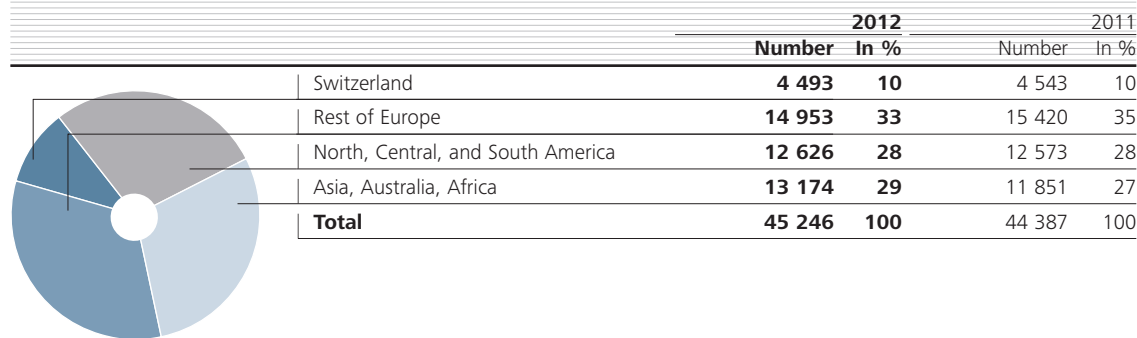 2012 2011
Number In % Number In %
Switzerland 4 493 10 4 543 10
Rest of Europe 14 953 33 15 420 35
North, Central, and South America 12 626 28 12 573 28
Asia, Australia, Africa 13 174 29 11 851 27
Total 45 246 100 44 387 100